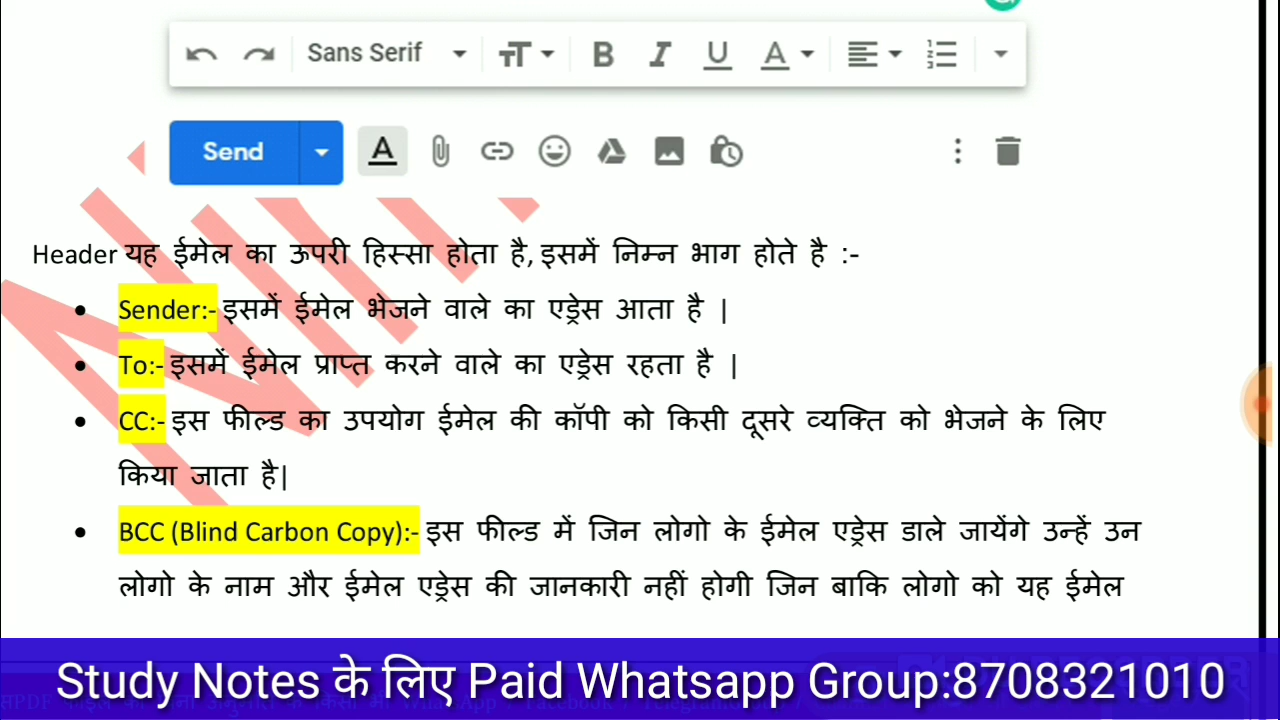 Sans Serif
Send
Header यह ईमेल का ऊपरी हिस्सा होता है, इसमें निम्न भाग होते है :-
• Sender:- इसमें ईमेल भेजने वाले का एड्रेस आता है |
• To:- इसमें ईमेल प्राप्त करने वाले का एड्रेस रहता है |
• CC:- इस फील्ड का उपयोग ईमेल की कॉपी को किसी दूसरे व्यक्ति को भेजने के लिए
किया जाता है|
• BCC (Blind Carbon Copy):- इस फील्ड में जिन लोगो के ईमेल एड्रेस डाले जायेंगे उन्हें उन
लोगो के नाम और ईमेल एड्रेस की जानकारी नहीं होगी जिन बाकि लोगो को यह ईमेल
Study Notes के लिए Paid Whatsapp Group:8708321010